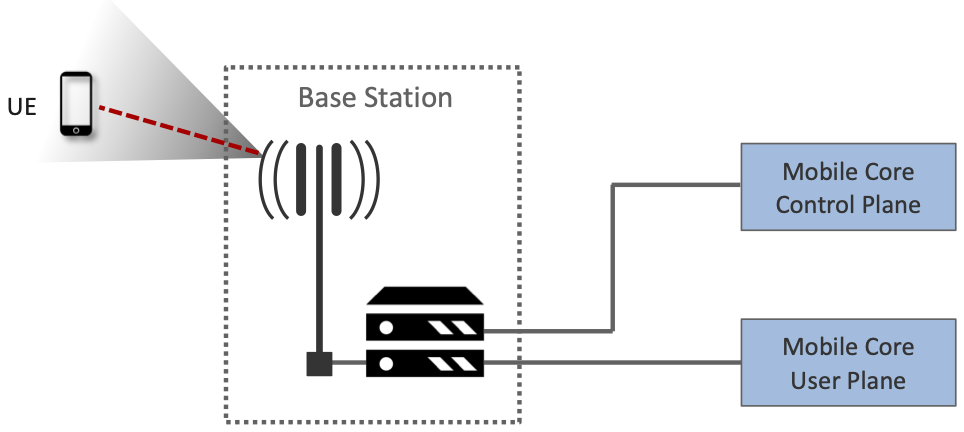 Base Station
UE
Mobile Core
Control Plane
Mobile Core
User Plane